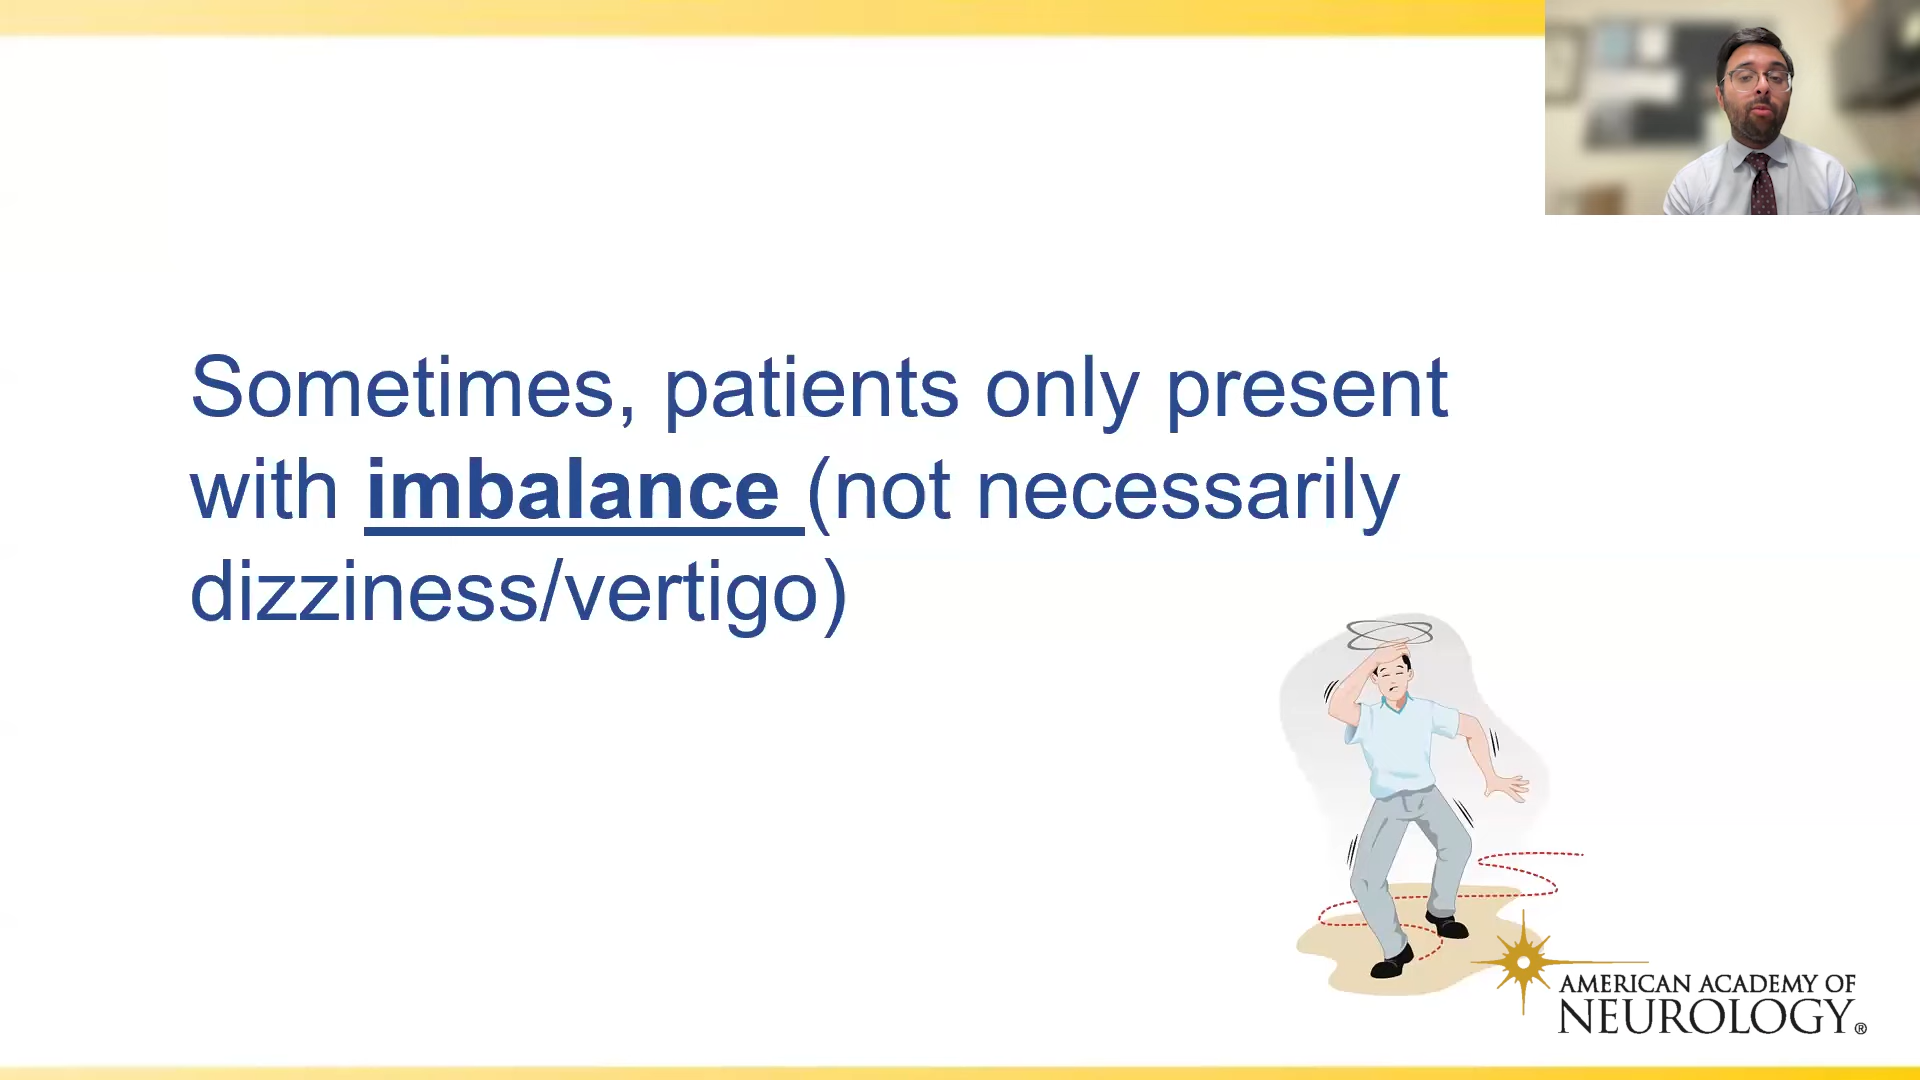 Sometimes, patients only present
with imbalance (not necessarily
dizziness/vertigo)
AMERICAN ACADEMY OF
NEUROLOGY®